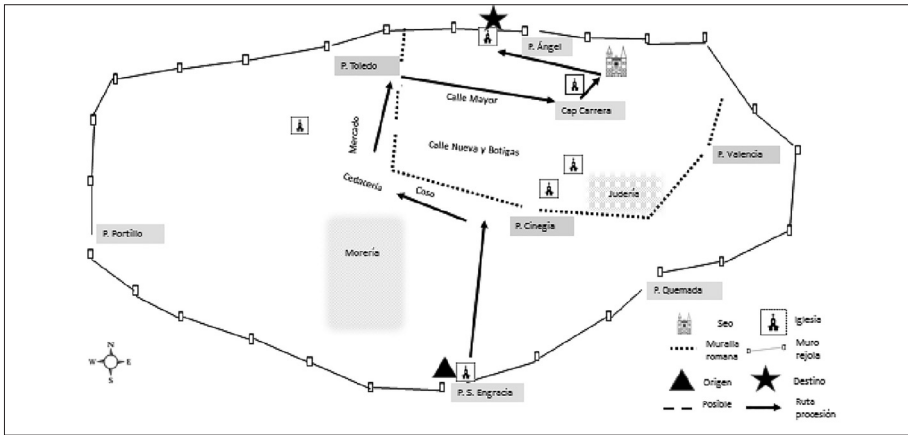 P. Ángel
P. Toledo
Calle Mayor
Cap Carrera
Mercado
Calle Nueva y Botigas
P. Valencia
Cedacería
Coso
Judería
P. Cinegia
P. Portillo
Morería
P. Quemada
N
W
E
S
P. S. Engracia
Seo
Iglesia
Muralla
romana
Muro
rejola
Origen
Destino
Posible
Ruta
procesión